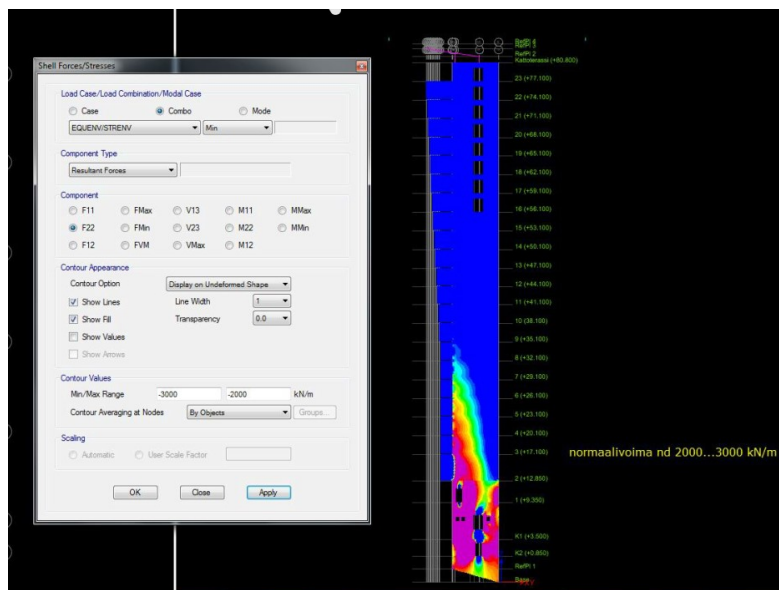 Shell Forces/Stresses
Load Case/Load Combination/Modal Case
Case Combo Mode
EQUENV/STRENV Min
Component Type
Resultant Forces
Component
F11 FMax V13 M11 MMax
F22 FMin V23 M22 MMin
F12 FVM VMax M12
Contour Appearance
Contour Option Display on Undeformed Shape
Show Lines Line Width 1
Show Fill Transparency 0.0
Show Values
Show Arrows
Contour Values
Min/Max Range -3000 -2000 kN/m
Contour Averaging at Nodes By Objects Groups...
Scaling
Automatic User Scale Factor
OK Close Apply
RefPl 2
Kattoterassi (+80.800)
23 (+77.100)
22 (+74.100)
21 (+71.100)
20 (+68.100)
19 (+65.100)
18 (+62.100)
17 (+59.100)
16 (+56.100)
15 (+53.100)
14 (+50.100)
13 (+47.100)
12 (+44.100)
11 (+41.100)
10 (38.100)
9 (+35.100)
8 (+32.100)
7 (+29.100)
6 (+26.100)
5 (+23.100)
4 (+20.100)
3 (+17.100)
normaalivoima nd 2000...3000 kN/m
2 (+12.850)
1 (+9.350)
K1 (+3.500)
K2 (+0.850)
RefPl 1
Base